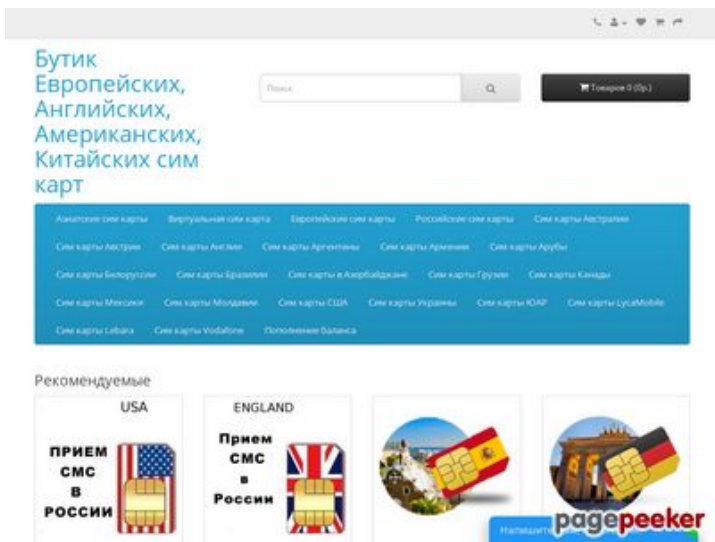 Бутик
Европейских,
Английских,
Американских,
Китайских сим
карт
Поиск
Товаров 0 (0р.)
Азиатские сим карты Виртуальная сим карта Европейские сим карты Российские сим карты Сим карты Австралии
Сим карты Австрии Сим карты Англии Сим карты Аргентины Сим карты Армении Сим карты Арубы
Сим карты Белоруссии Сим карты Бразилии Сим карты в Азербайджане Сим карты Грузии Сим карты Канады
Сим карты Мексики Сим карты Молдавии Сим карты США Сим карты Украины Сим карты ЮАР Сим карты LycaMobile
Сим карты Lebara Сим карты Vodafone Пополнение баланса
Рекомендуемые
USA
ПРИЕМ
СМС
В
РОССИИ
ENGLAND
Прием
СМС
в
России
pagepeeker